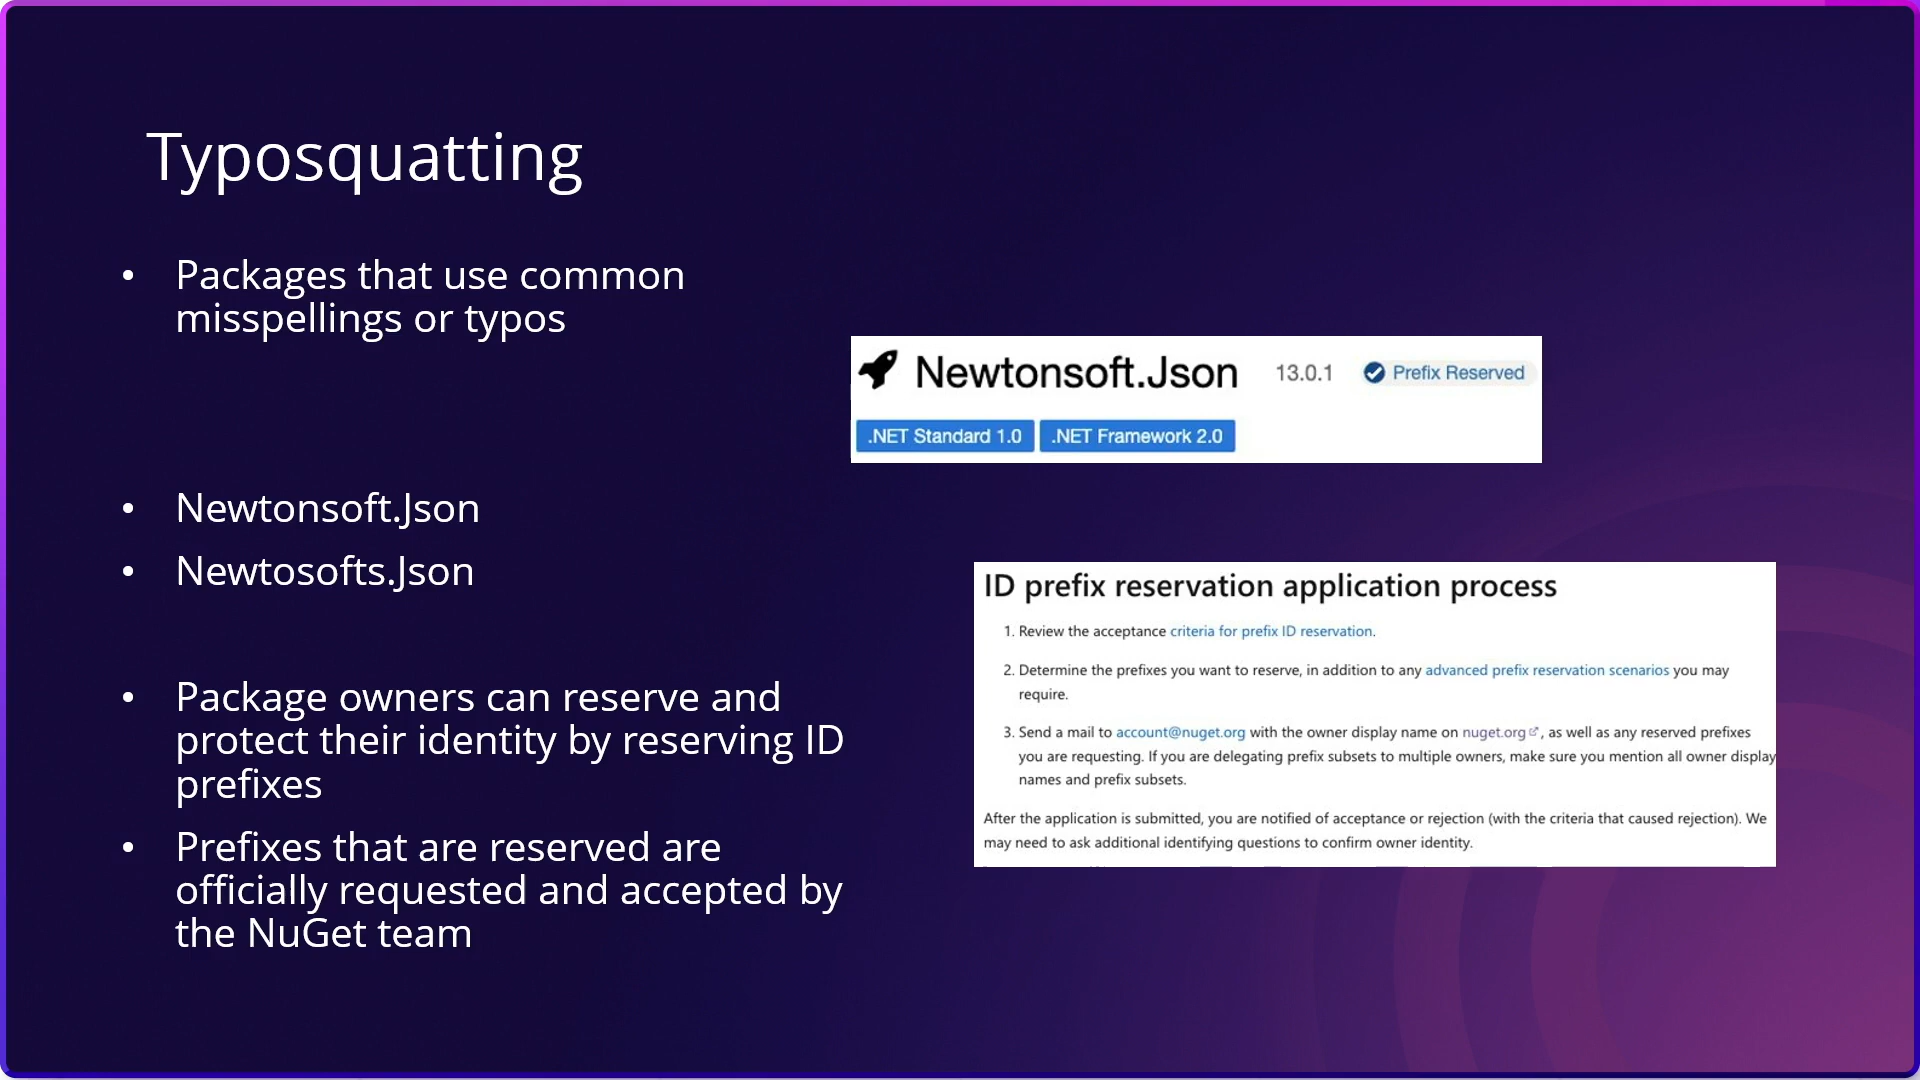 Typosquatting
• Packages that use common
misspellings or typos
• Newtonsoft.Json
• Newtosofts.Json
• Package owners can reserve and
protect their identity by reserving ID
prefixes
• Prefixes that are reserved are
officially requested and accepted by
the NuGet team
Newtonsoft.Json 13.0.1 Prefix Reserved
.NET Standard 1.0 .NET Framework 2.0
ID prefix reservation application process
1. Review the acceptance criteria for prefix ID reservation.
2. Determine the prefixes you want to reserve, in addition to any advanced prefix reservation scenarios you may
require.
3. Send a mail to account@nuget.org with the owner display name on nuget.org, as well as any reserved prefixes
you are requesting. If you are delegating prefix subsets to multiple owners, make sure you mention all owner display
names and prefix subsets.
After the application is submitted, you are notified of acceptance or rejection (with the criteria that caused rejection). We
may need to ask additional identifying questions to confirm owner identity.